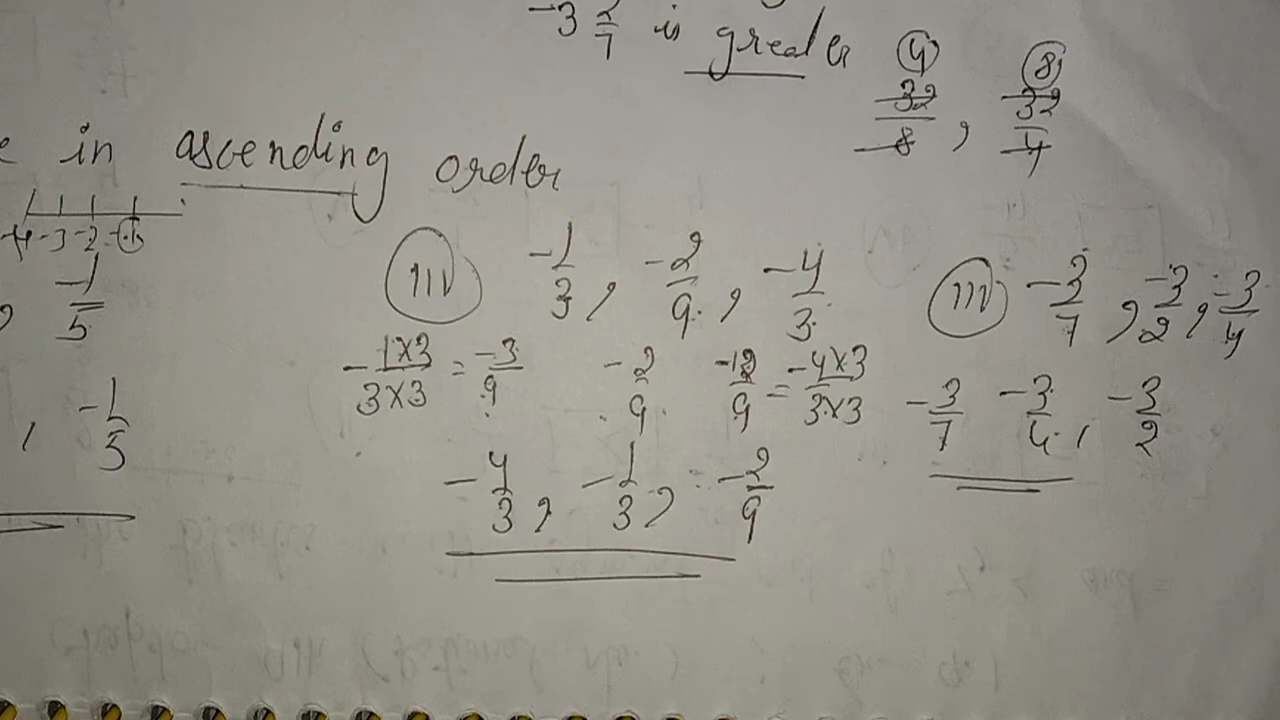 -3 2/7 is greater
4 8
32/8 , 32/4
e in ascending order
-4 -3 -2 -1
, -1/5
(iii) -1/3 , -2/9 , -4/3
(iii) -3/7 , -3/2 , -3/4
-1×3/3×3 = -3/9 -2/9 -12/9 = -4×3/3×3
-3/7 -3/4 , -3/2
, -1/5
-4/3 , -1/3 , -2/9